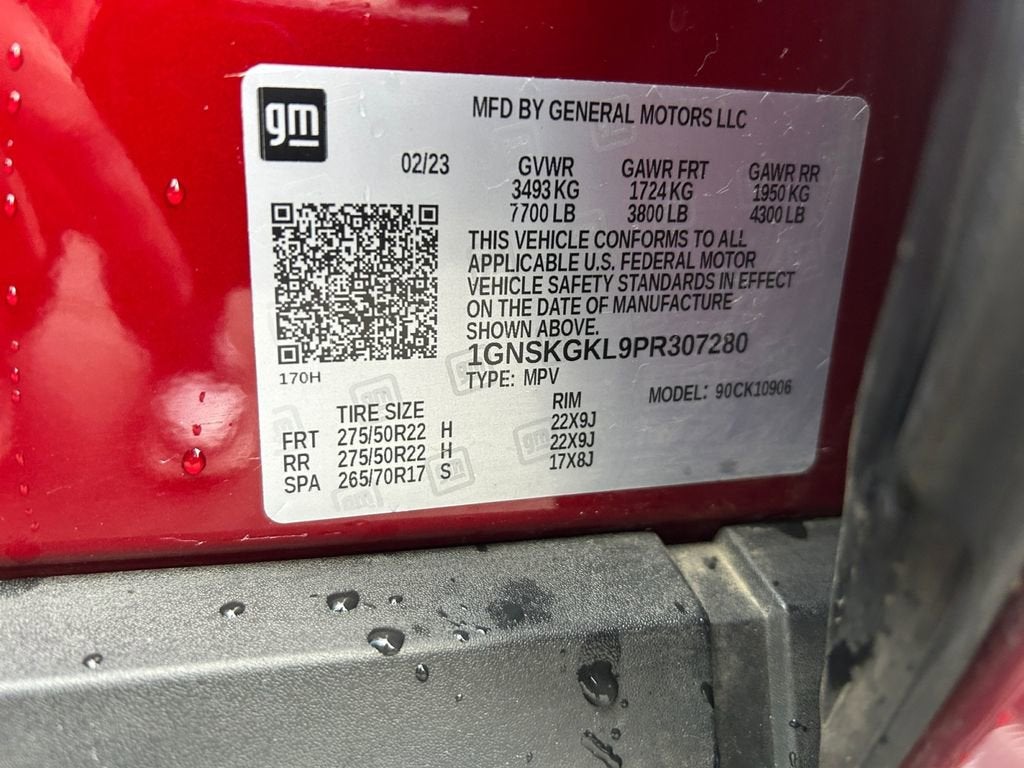 gm
MFD BY GENERAL MOTORS LLC
02/23 GVWR GAWR FRT GAWR RR
3493 KG 1724 KG 1950 KG
7700 LB 3800 LB 4300 LB
THIS VEHICLE CONFORMS TO ALL
APPLICABLE U.S. FEDERAL MOTOR
VEHICLE SAFETY STANDARDS IN EFFECT
ON THE DATE OF MANUFACTURE
SHOWN ABOVE.
1GNSKGKL9PR307280
170H
TYPE: MPV
MODEL: 90CK10906
TIRE SIZE RIM
FRT 275/50R22 H 22X9J
RR 275/50R22 H 22X9J
SPA 265/70R17 S 17X8J